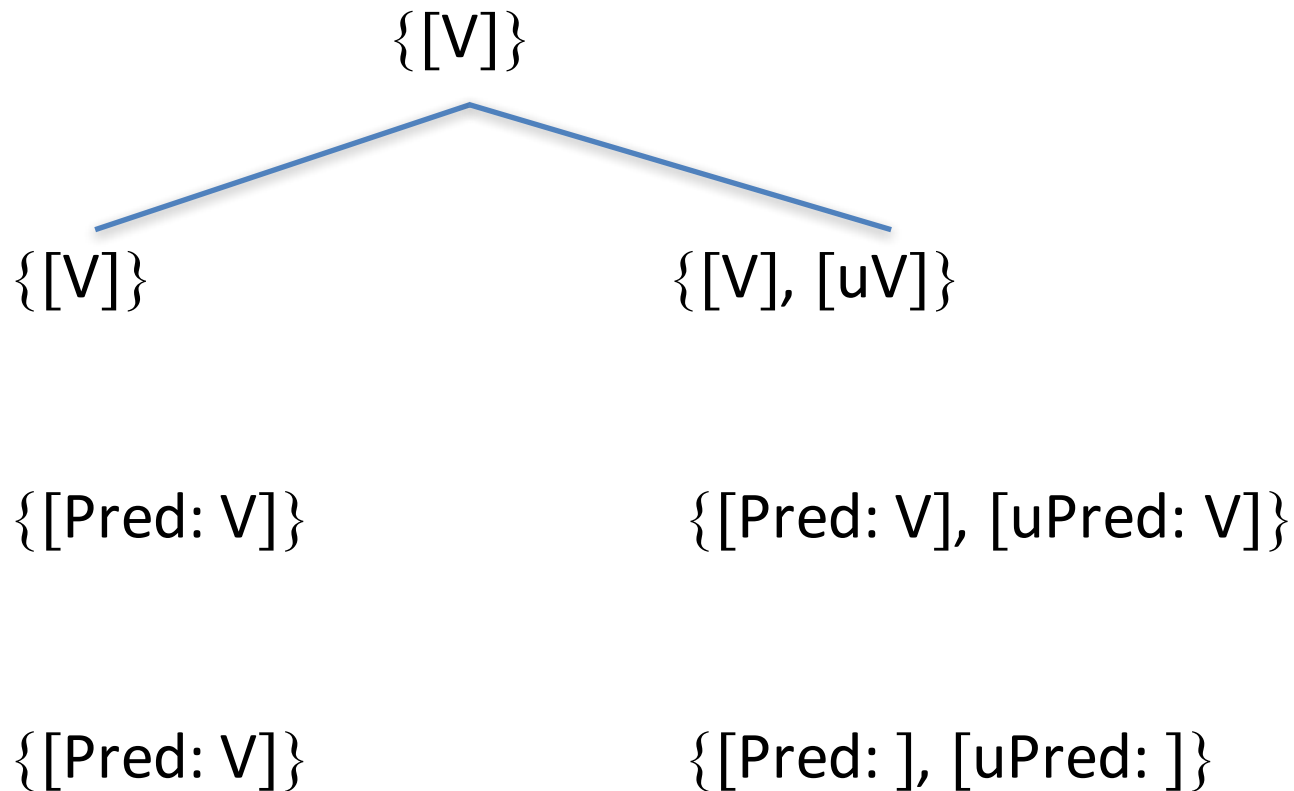 {[V]}
{[V]} {[V], [uV]}
{[Pred: V]} {[Pred: V], [uPred: V]}
{[Pred: V]} {[Pred: ], [uPred: ]}